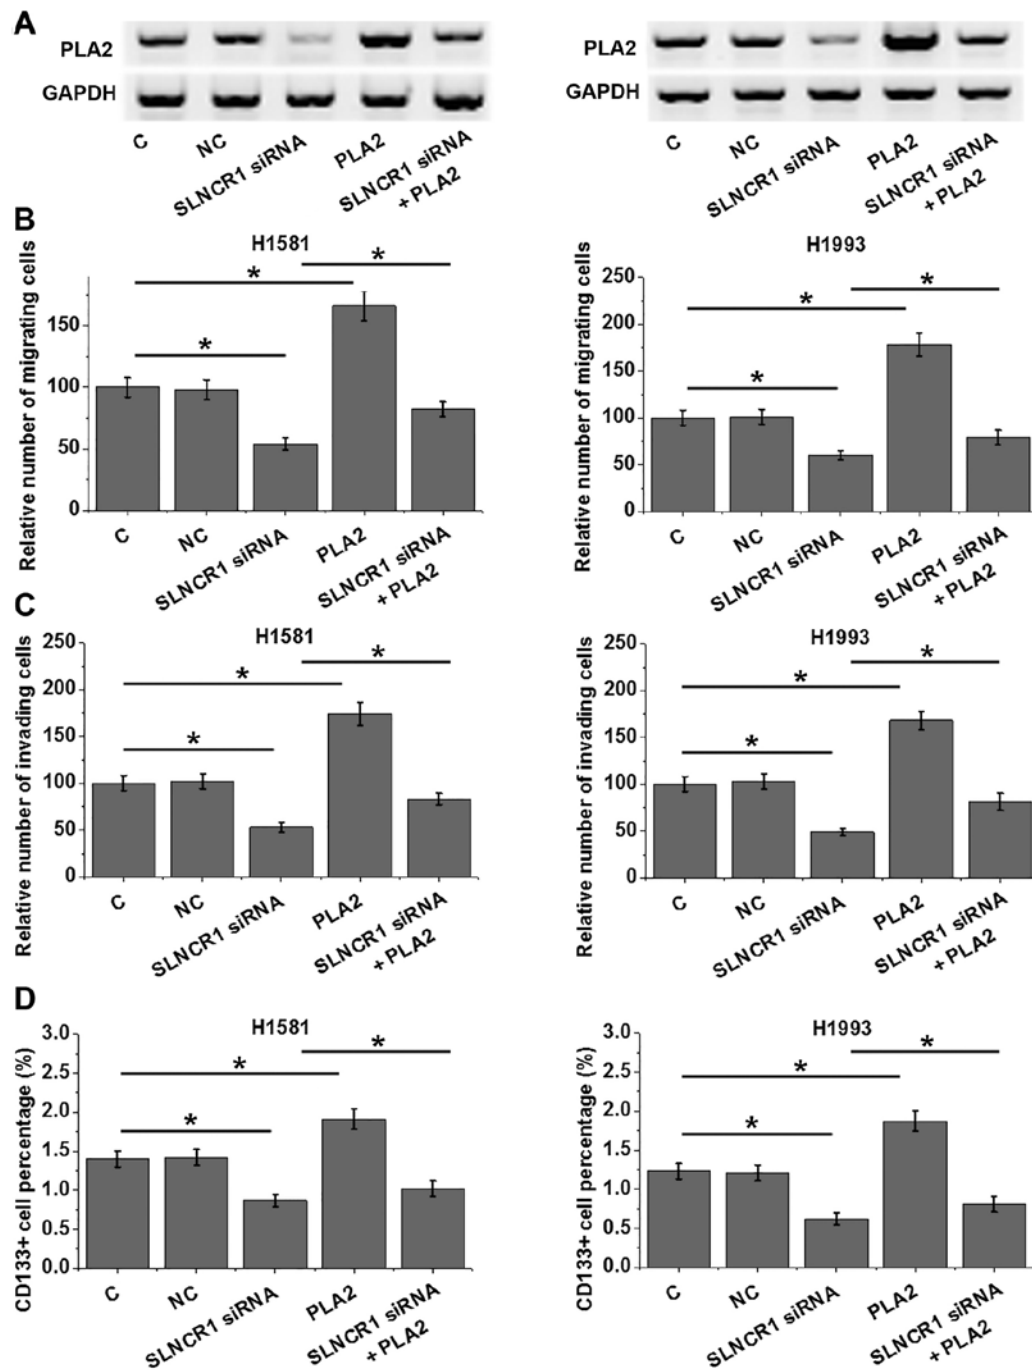 A
PLA2
GAPDH
C
NC
SLNCR1 siRNA
PLA2
SLNCR1 siRNA
+ PLA2
PLA2
GAPDH
C
NC
SLNCR1 siRNA
PLA2
SLNCR1 siRNA
+ PLA2
B
H1581
Relative number of migrating cells
150
100
50
0
*
*
*
C
NC
SLNCR1 siRNA
PLA2
SLNCR1 siRNA
+ PLA2
H1993
Relative number of migrating cells
250
200
150
100
50
0
*
*
*
C
NC
SLNCR1 siRNA
PLA2
SLNCR1 siRNA
+ PLA2
C
H1581
Relative number of invading cells
250
200
150
100
50
0
*
*
*
C
NC
SLNCR1 siRNA
PLA2
SLNCR1 siRNA
+ PLA2
H1993
Relative number of invading cells
250
200
150
100
50
0
*
*
*
C
NC
SLNCR1 siRNA
PLA2
SLNCR1 siRNA
+ PLA2
D
H1581
CD133+ cell percentage (%)
3.0
2.5
2.0
1.5
1.0
0.5
0.0
*
*
*
C
NC
SLNCR1 siRNA
PLA2
SLNCR1 siRNA
+ PLA2
H1993
CD133+ cell percentage (%)
3.0
2.5
2.0
1.5
1.0
0.5
0.0
*
*
*
C
NC
SLNCR1 siRNA
PLA2
SLNCR1 siRNA
+ PLA2